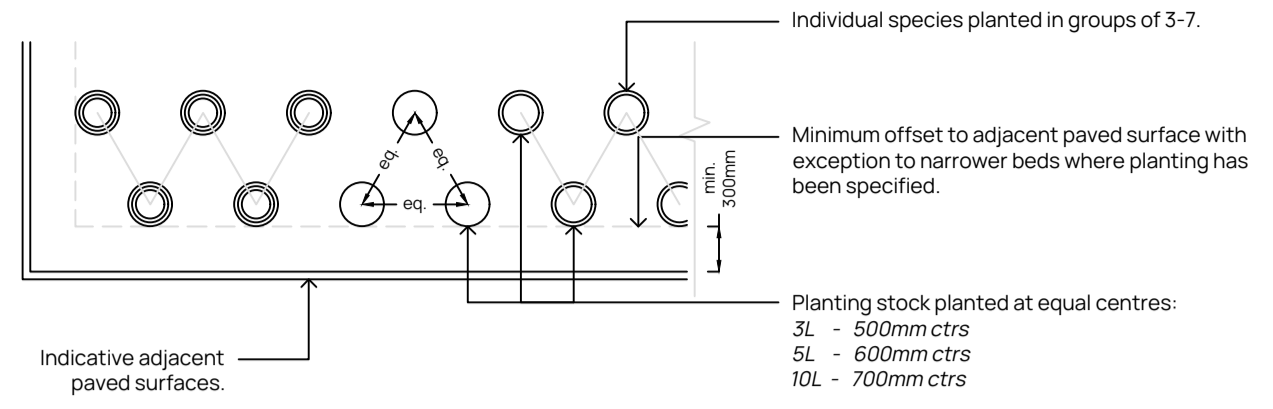 Individual species planted in groups of 3-7.
Minimum offset to adjacent paved surface with
exception to narrower beds where planting has
been specified.
eq.
eq.
eq.
min.
300mm
Planting stock planted at equal centres:
3L - 500mm ctrs
5L - 600mm ctrs
10L - 700mm ctrs
Indicative adjacent
paved surfaces.